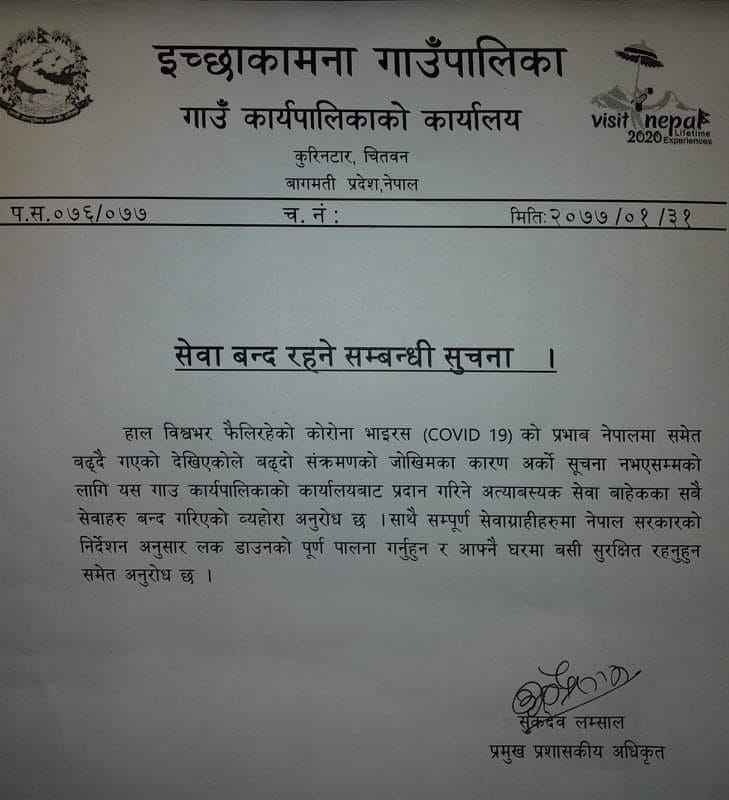 इच्छाकामना गाउँपालिका
गाउँ कार्यपालिकाको कार्यालय
कुरिनटार, चितवन
बागमती प्रदेश,नेपाल
visit nepal
2020 Lifetime Experiences
प.स.०७६/०७७ च. नं : मितिः२०७७/०१/३१
सेवा बन्द रहने सम्बन्धी सुचना ।
हाल विश्वभर फैलिरहेको कोरोना भाइरस (COVID 19) को प्रभाव नेपालमा समेत
बढ्दै गएको देखिएकोले बढ्दो संक्रमणको जोखिमका कारण अर्को सूचना नभएसम्मको
लागि यस गाउ कार्यपालिकाको कार्यालयबाट प्रदान गरिने अत्याबस्यक सेवा बाहेकका सबै
सेवाहरु बन्द गरिएको व्यहोरा अनुरोध छ ।साथै सम्पूर्ण सेवाग्राहीहरुमा नेपाल सरकारको
निर्देशन अनुसार लक डाउनको पूर्ण पालना गर्नुहुन र आफ्नै घरमा बसी सुरक्षित रहनुहुन
समेत अनुरोध छ ।
सुक्रदेव लम्साल
प्रमुख प्रशासकीय अधिकृत